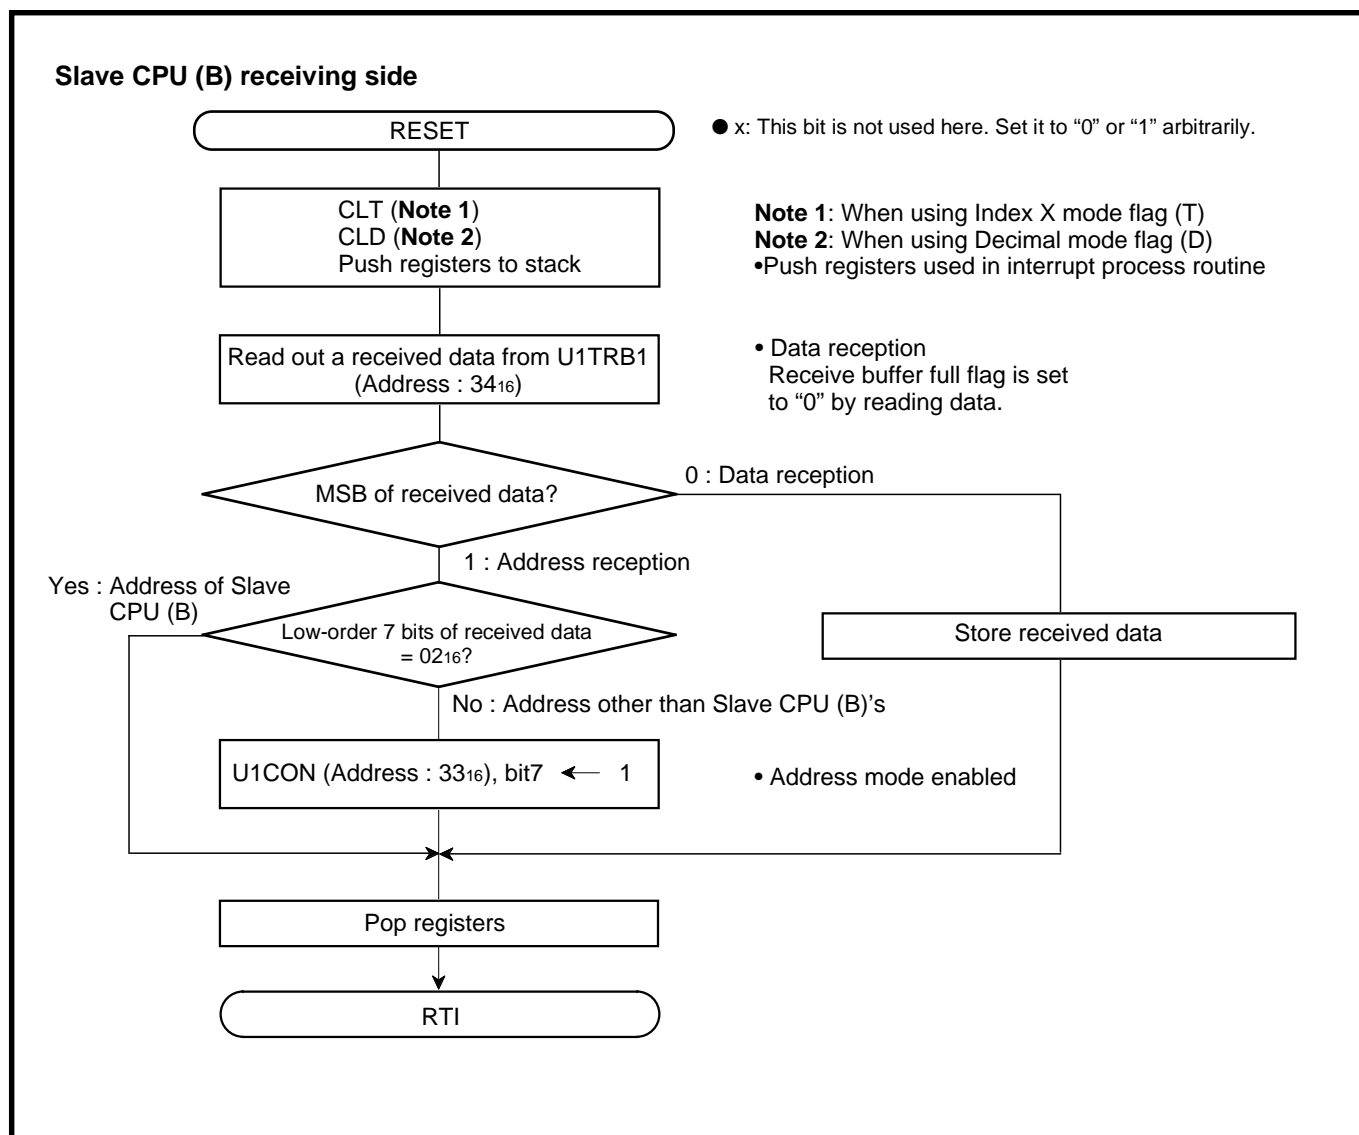 Slave CPU (B) receiving side
RESET
● x: This bit is not used here. Set it to “0” or “1” arbitrarily.
CLT (Note 1)
CLD (Note 2)
Push registers to stack
Note 1: When using Index X mode flag (T)
Note 2: When using Decimal mode flag (D)
•Push registers used in interrupt process routine
Read out a received data from U1TRB1
(Address : 3416)
• Data reception
Receive buffer full flag is set
to “0” by reading data.
MSB of received data?
0 : Data reception
1 : Address reception
Yes : Address of Slave
CPU (B)
Low-order 7 bits of received data
= 0216?
Store received data
No : Address other than Slave CPU (B)’s
U1CON (Address : 3316), bit7 ← 1
• Address mode enabled
Pop registers
RTI